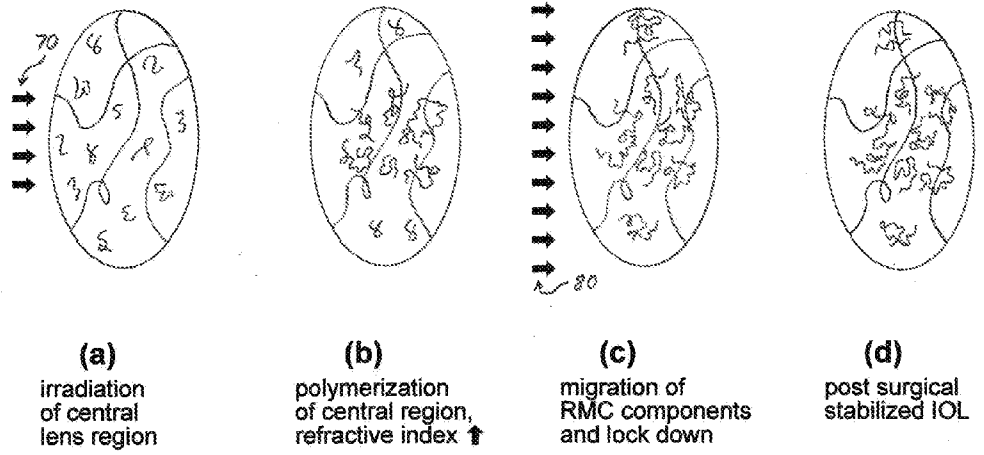 70
80
(a)
irradiation
of central
lens region
(b)
polymerization
of central region,
refractive index ⬆
(c)
migration of
RMC components
and lock down
(d)
post surgical
stabilized IOL